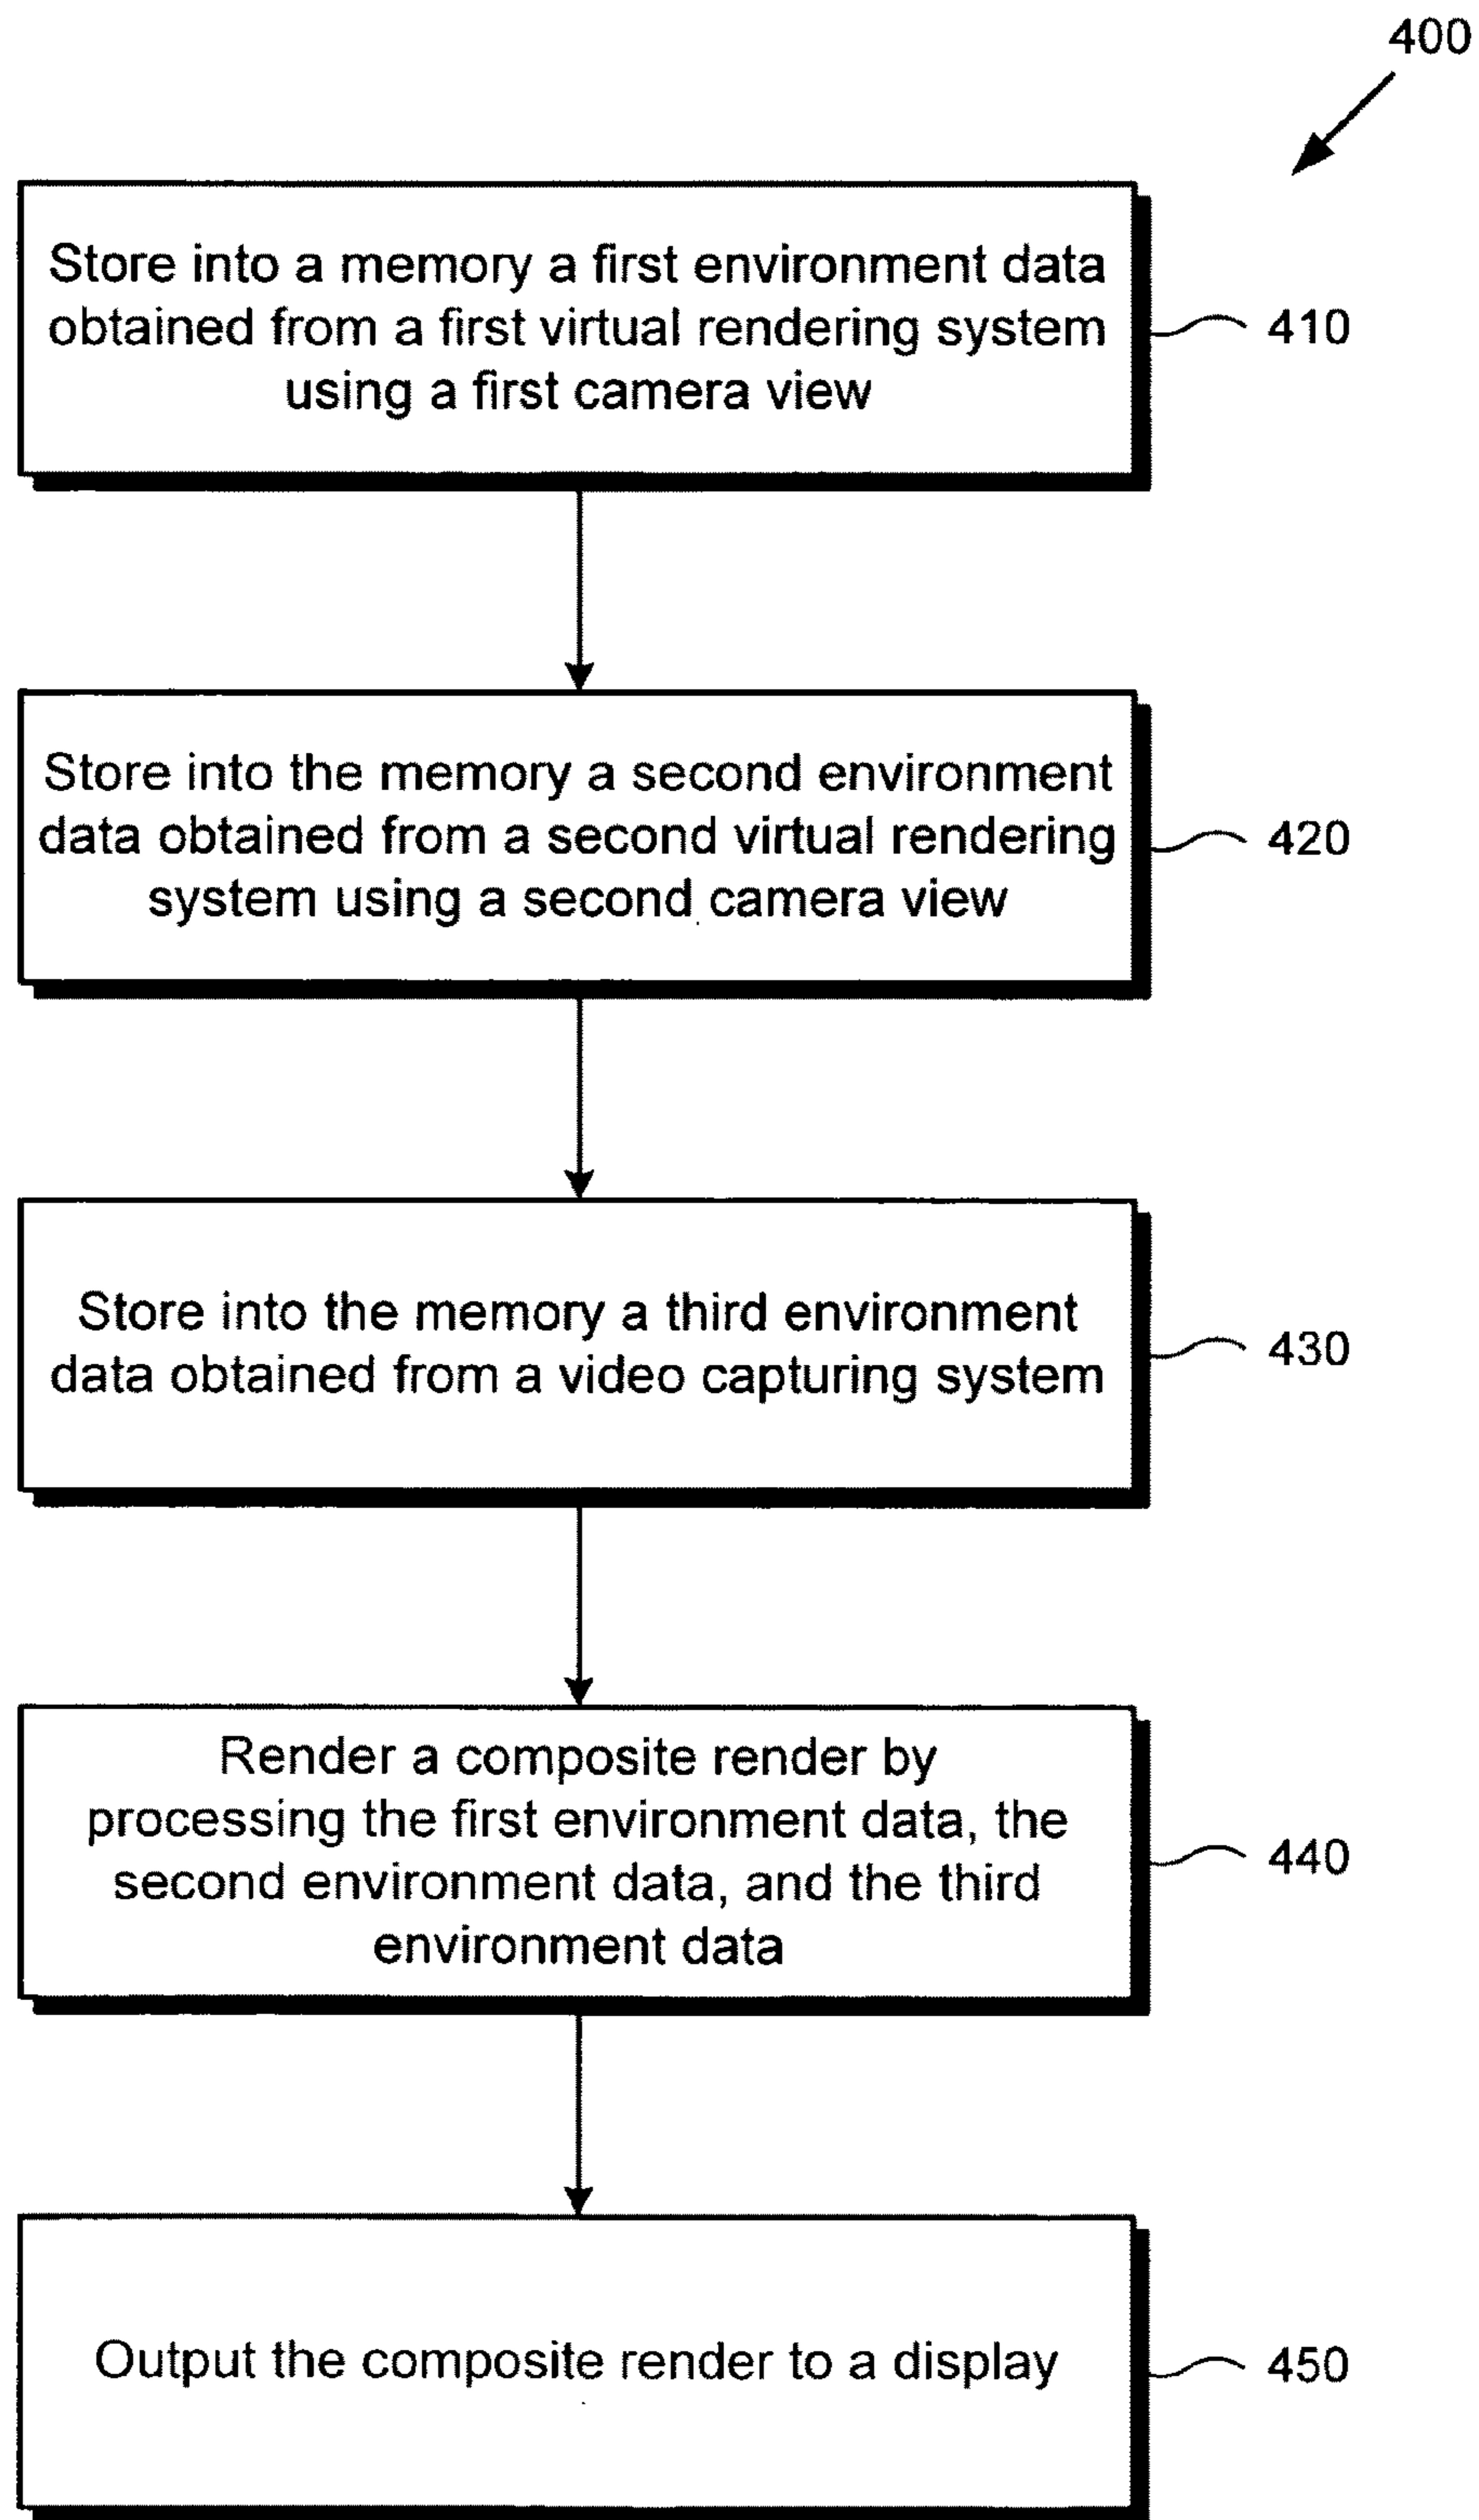 400
Store into a memory a first environment data
obtained from a first virtual rendering system
using a first camera view
410
Store into the memory a second environment
data obtained from a second virtual rendering
system using a second camera view
420
Store into the memory a third environment
data obtained from a video capturing system
430
Render a composite render by
processing the first environment data, the
second environment data, and the third
environment data
440
Output the composite render to a display
450